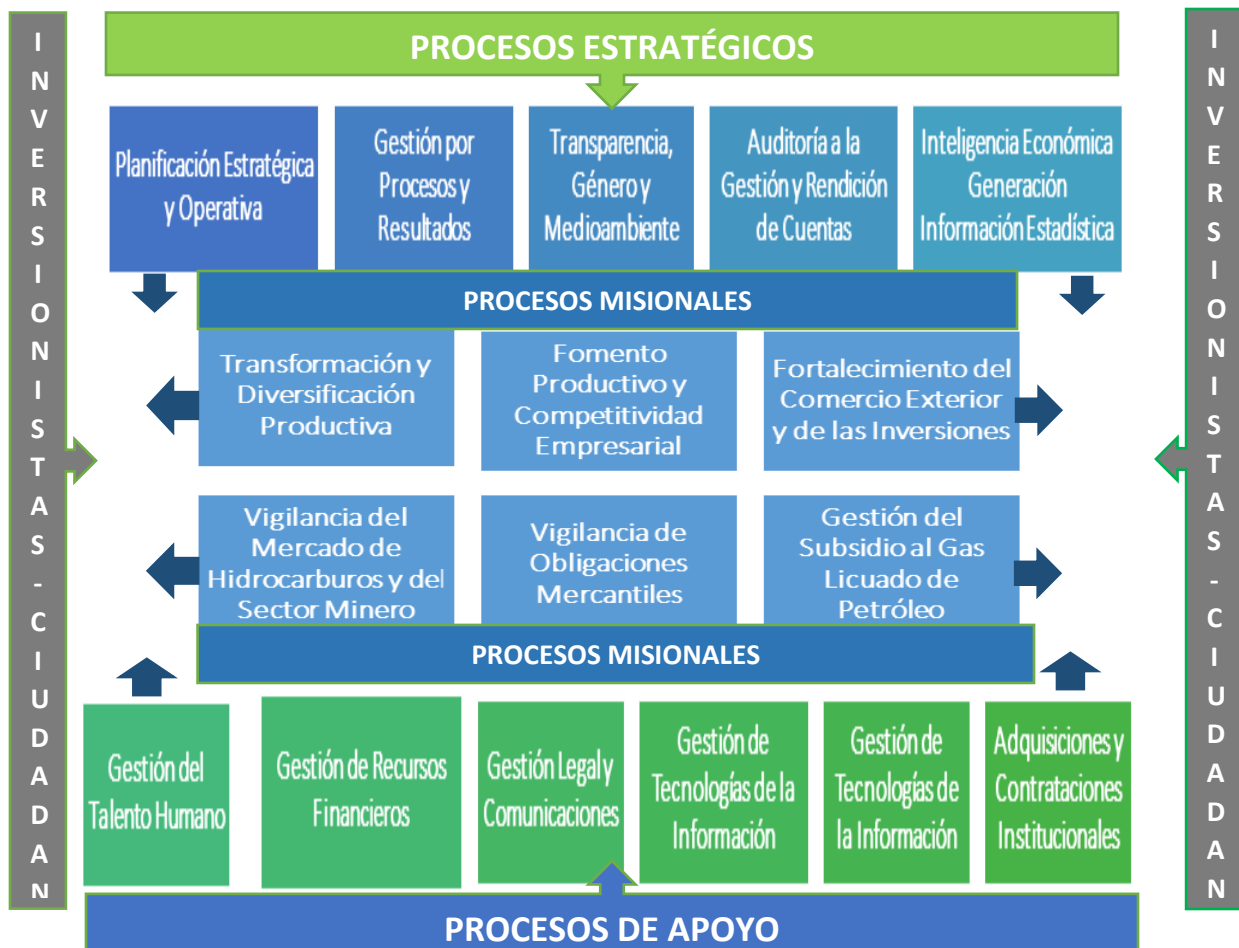 PROCESOS ESTRATÉGICOS
Planificación Estratégica
y Operativa
Gestión por
Procesos y
Resultados
Transparencia,
Género y
Medioambiente
Auditoría a la
Gestión y Rendición
de Cuentas
Inteligencia Económica
Generación
Información Estadística
PROCESOS MISIONALES
Transformación y
Diversificación
Productiva
Fomento
Productivo y
Competitividad
Empresarial
Fortalecimiento del
Comercio Exterior
y de las Inversiones
Vigilancia del
Mercado de
Hidrocarburos y del
Sector Minero
Vigilancia de
Obligaciones
Mercantiles
Gestión del
Subsidio al Gas
Licuado de
Petróleo
PROCESOS MISIONALES
Gestión del
Talento Humano
Gestión de Recursos
Financieros
Gestión Legal y
Comunicaciones
Gestión de
Tecnologías de la
Información
Gestión de
Tecnologías de
la Información
Adquisiciones y
Contrataciones
Institucionales
PROCESOS DE APOYO
INVERSIONISTAS-CIUDADAN
INVERSIONISTAS-CIUDADAN